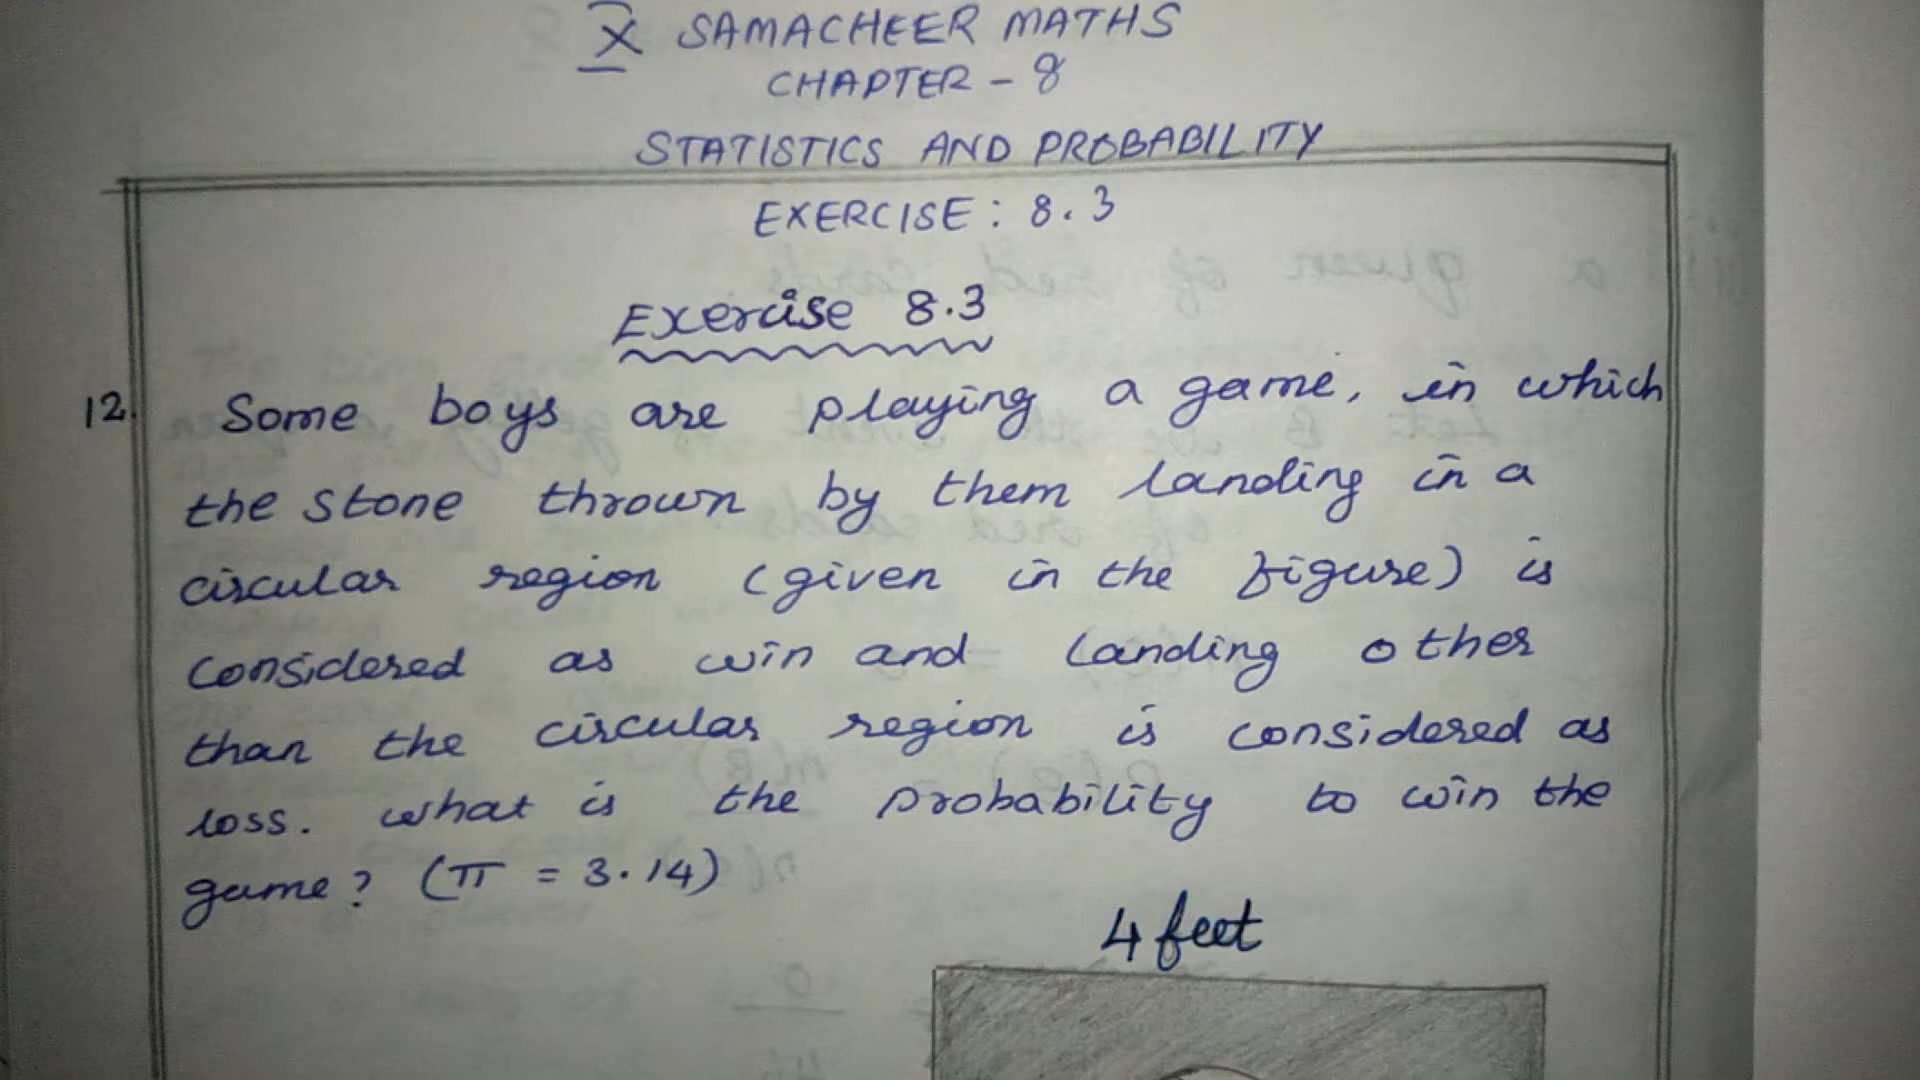 X SAMACHEER MATHS
CHAPTER - 8
STATISTICS AND PROBABILITY
EXERCISE: 8.3
Exercise 8.3
12. Some boys are playing a game, in which
the stone thrown by them landing in a
circular region (given in the figure) is
considered as win and landing other
than the circular region is considered as
loss. what is the probability to win the
game? (π = 3.14)
4 feet